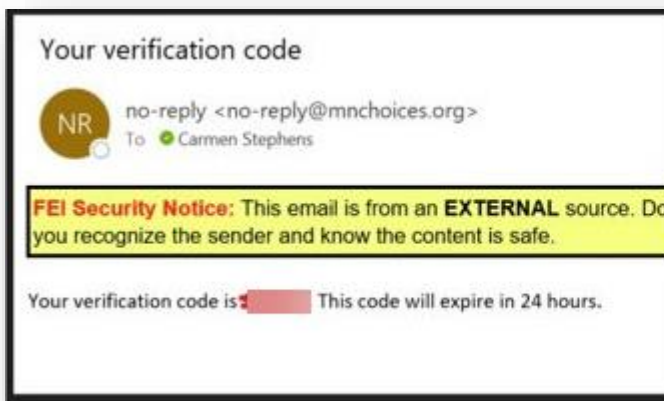 Your verification code
NR
no-reply <no-reply@mnchoices.org>
To Carmen Stephens
FEI Security Notice: This email is from an EXTERNAL source. Do
you recognize the sender and know the content is safe.
Your verification code is This code will expire in 24 hours.